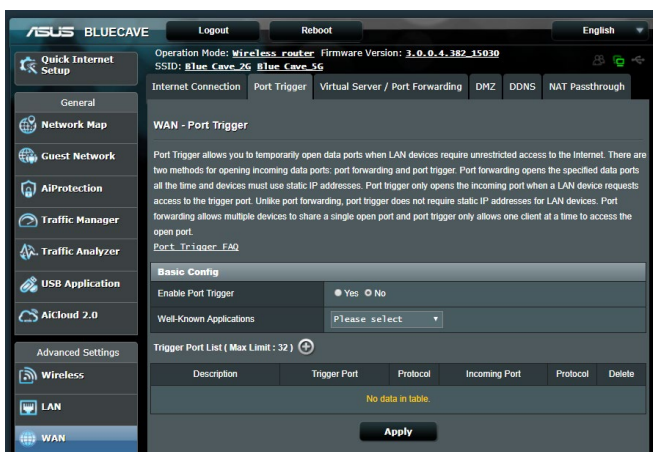 ASUS BLUECAVE
Logout
Reboot
English
Quick Internet
Setup
General
Network Map
Guest Network
AiProtection
Traffic Manager
Traffic Analyzer
USB Application
AiCloud 2.0
Advanced Settings
Wireless
LAN
WAN
Operation Mode: Wireless router Firmware Version: 3.0.0.4.382_15030
SSID: Blue Cave_2G Blue Cave_5G
Internet Connection
Port Trigger
Virtual Server / Port Forwarding
DMZ
DDNS
NAT Passthrough
WAN - Port Trigger
Port Trigger allows you to temporarily open data ports when LAN devices require unrestricted access to the Internet. There are
two methods for opening incoming data ports: port forwarding and port trigger. Port forwarding opens the specified data ports
all the time and devices must use static IP addresses. Port trigger only opens the incoming port when a LAN device requests
access to the trigger port. Unlike port forwarding, port trigger does not require static IP addresses for LAN devices. Port
forwarding allows multiple devices to share a single open port and port trigger only allows one client at a time to access the
open port.
Port Trigger FAQ
Basic Config
Enable Port Trigger
Yes No
Well-Known Applications
Please select
Trigger Port List ( Max Limit : 32 )
Description Trigger Port Protocol Incoming Port Protocol Delete
No data in table.
Apply